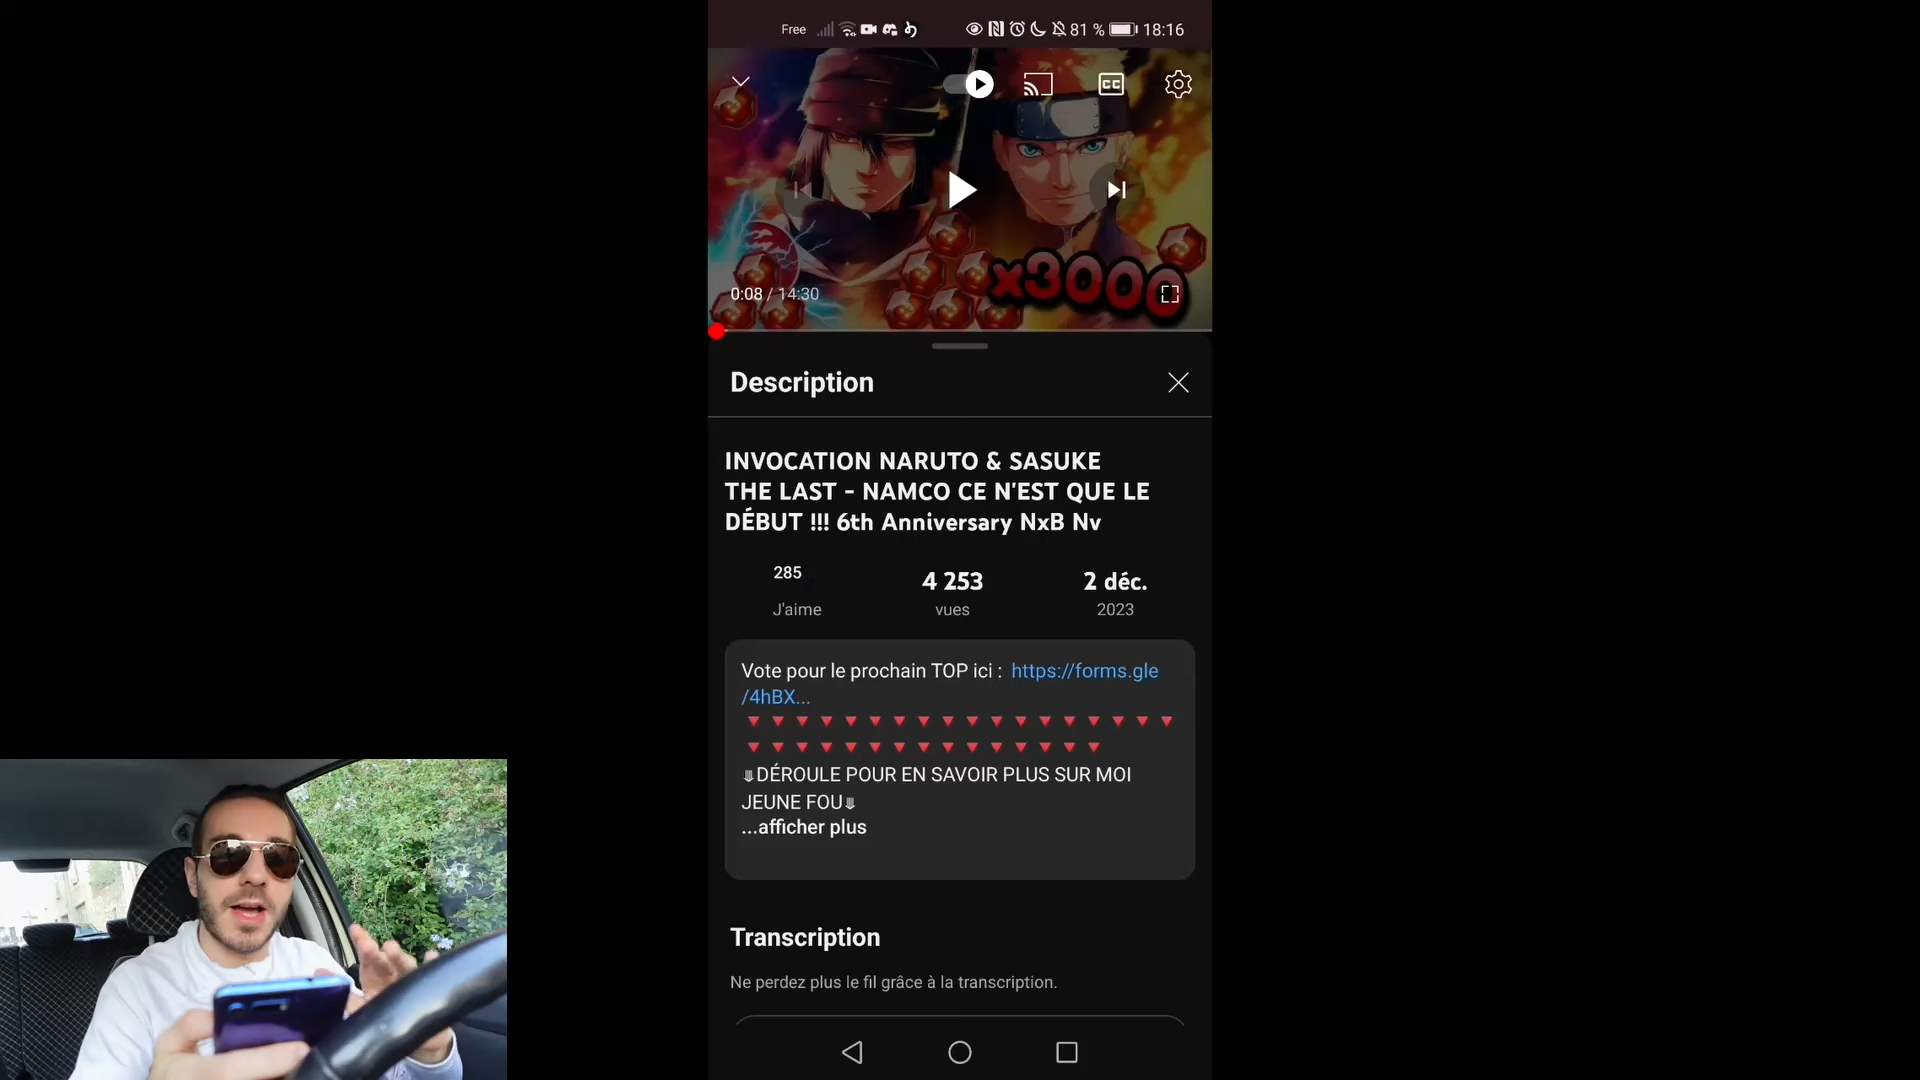 Free 81 % 18:16
CC
x3000
0:08 / 14:30
Description
INVOCATION NARUTO & SASUKE
THE LAST - NAMCO CE N'EST QUE LE
DÉBUT !!! 6th Anniversary NxB Nv
285 4 253 2 déc.
J'aime vues 2023
Vote pour le prochain TOP ici : https://forms.gle
/4hBX...
🔻🔻🔻🔻🔻🔻🔻🔻🔻🔻🔻🔻🔻🔻🔻🔻🔻🔻
🔻🔻🔻🔻🔻🔻🔻🔻🔻🔻🔻🔻🔻🔻🔻
⤋DÉROULE POUR EN SAVOIR PLUS SUR MOI
JEUNE FOU⤋
...afficher plus
Transcription
Ne perdez plus le fil grâce à la transcription.